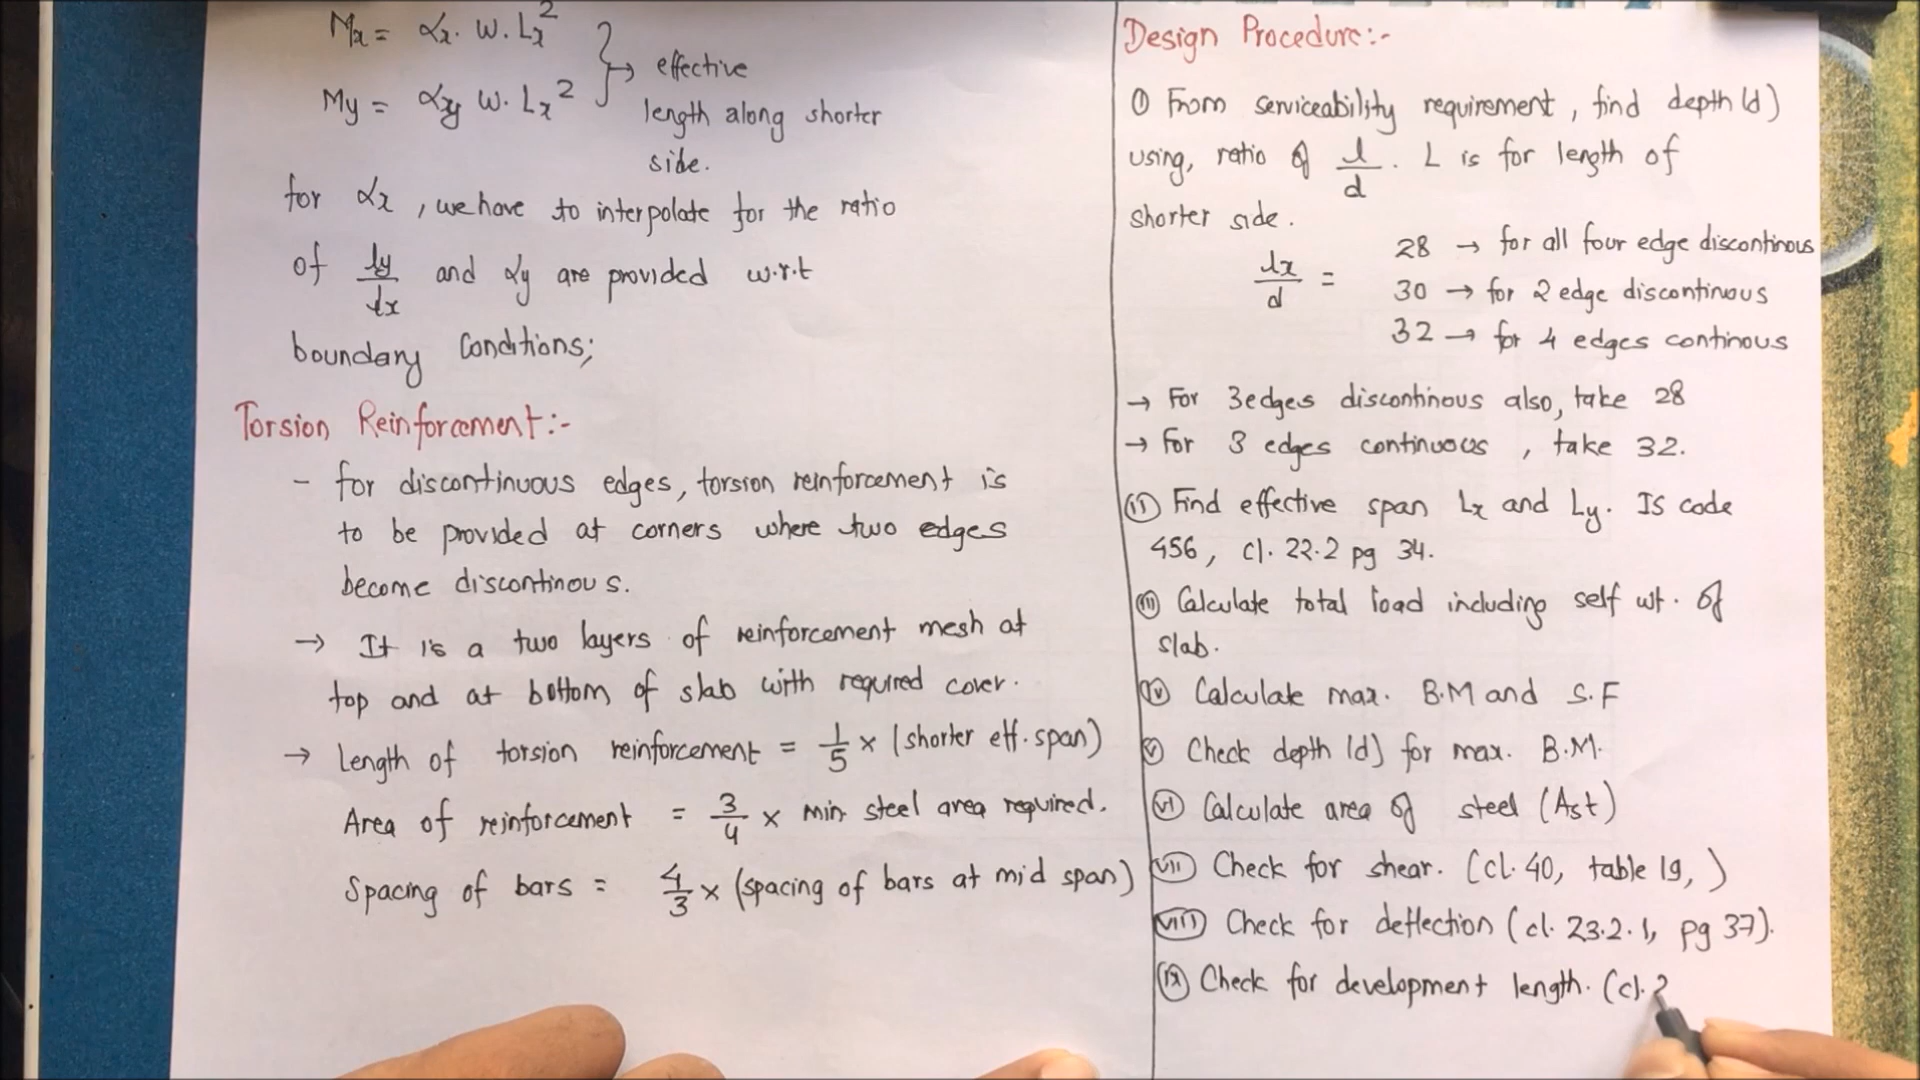 Mx = αx. W. Lx²
My = αy W. Lx²
} → effective
length along shorter
side.
for αx, we have to interpolate for the ratio
of ly/lx and αy are provided w.r.t
boundary Conditions;
Torsion Reinforcement:-
- for discontinuous edges, torsion reinforcement is
to be provided at corners where two edges
become discontinous.
→ It is a two layers of reinforcement mesh at
top and at bottom of slab with required cover.
→ Length of torsion reinforcement = 1/5 × (shorter eff. span)
Area of reinforcement = 3/4 × min steel area required.
Spacing of bars = 4/3 × (spacing of bars at mid span)
Design Procedure:-
(i) From serviceability requirement, find depth (d)
using, ratio of l/d. L is for length of
shorter side.
lx/d = 28 → for all four edge discontinous
30 → for 2 edge discontinous
32 → for 4 edges continous
→ For 3 edges discontinous also, take 28
→ For 3 edges continuous, take 32.
(ii) Find effective span Lx and Ly. IS code
456, cl. 22.2 pg 34.
(iii) Calculate total load including self wt. of
slab.
(iv) Calculate max. B.M and S.F
(v) Check depth (d) for max. B.M.
(vi) Calculate area of steel (Ast)
(vii) Check for shear. (cl. 40, table 19, )
(viii) Check for deflection (cl. 23.2.1, pg 37).
(ix) Check for development length. (cl. 2